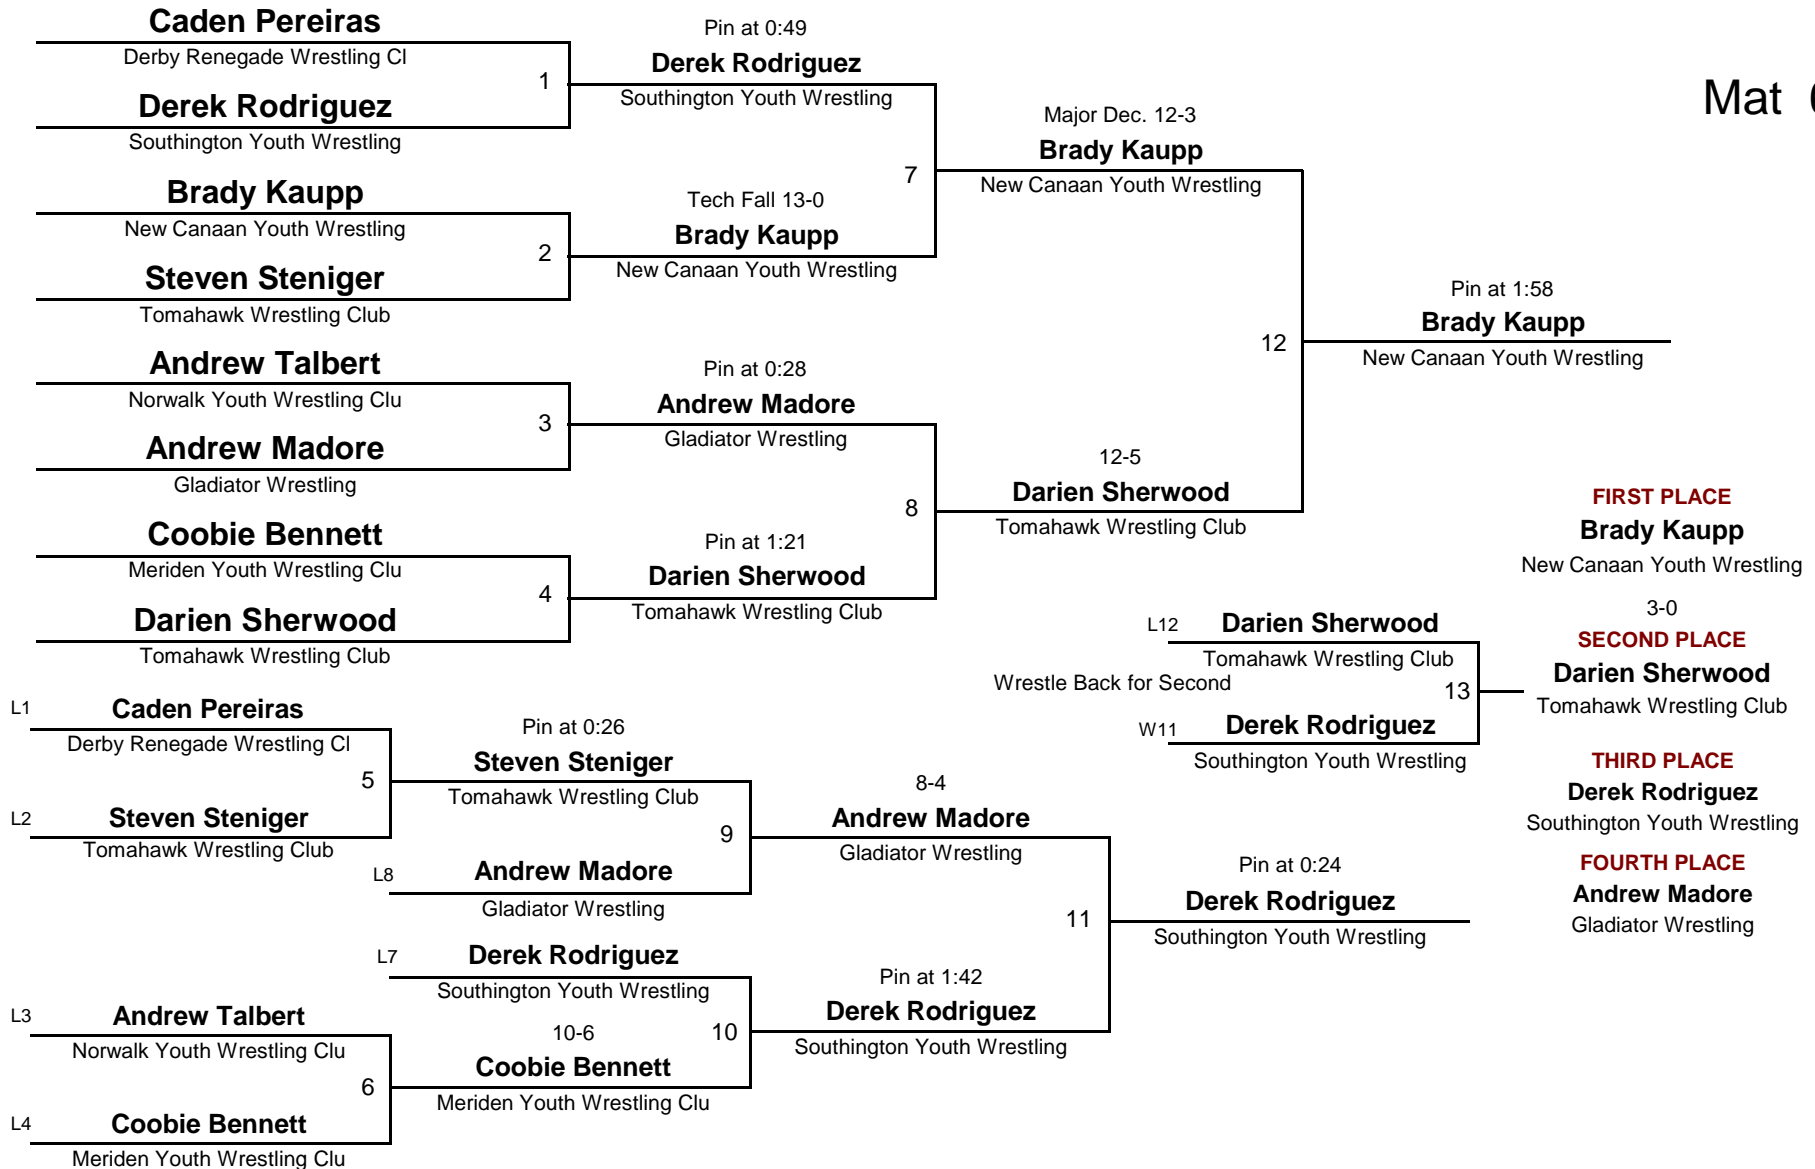 Caden Pereiras
Derby Renegade Wrestling Cl
1
Derek Rodriguez
Southington Youth Wrestling
Brady Kaupp
New Canaan Youth Wrestling
2
Steven Steniger
Tomahawk Wrestling Club
Andrew Talbert
Norwalk Youth Wrestling Clu
3
Andrew Madore
Gladiator Wrestling
Coobie Bennett
Meriden Youth Wrestling Clu
4
Darien Sherwood
Tomahawk Wrestling Club
Pin at 0:49
Derek Rodriguez
Southington Youth Wrestling
7
Tech Fall 13-0
Brady Kaupp
New Canaan Youth Wrestling
Pin at 0:28
Andrew Madore
Gladiator Wrestling
8
Pin at 1:21
Darien Sherwood
Tomahawk Wrestling Club
Major Dec. 12-3
Brady Kaupp
New Canaan Youth Wrestling
12
12-5
Darien Sherwood
Tomahawk Wrestling Club
Pin at 1:58
Brady Kaupp
New Canaan Youth Wrestling
Mat
L1
Caden Pereiras
Derby Renegade Wrestling Cl
5
L2
Steven Steniger
Tomahawk Wrestling Club
L3
Andrew Talbert
Norwalk Youth Wrestling Clu
6
L4
Coobie Bennett
Meriden Youth Wrestling Clu
Pin at 0:26
Steven Steniger
Tomahawk Wrestling Club
9
L8
Andrew Madore
Gladiator Wrestling
L7
Derek Rodriguez
Southington Youth Wrestling
10-6
10
Coobie Bennett
Meriden Youth Wrestling Clu
8-4
Andrew Madore
Gladiator Wrestling
11
Pin at 1:42
Derek Rodriguez
Southington Youth Wrestling
Pin at 0:24
Derek Rodriguez
Southington Youth Wrestling
L12
Darien Sherwood
Tomahawk Wrestling Club
Wrestle Back for Second
13
W11
Derek Rodriguez
Southington Youth Wrestling
FIRST PLACE
Brady Kaupp
New Canaan Youth Wrestling
3-0
SECOND PLACE
Darien Sherwood
Tomahawk Wrestling Club
THIRD PLACE
Derek Rodriguez
Southington Youth Wrestling
FOURTH PLACE
Andrew Madore
Gladiator Wrestling